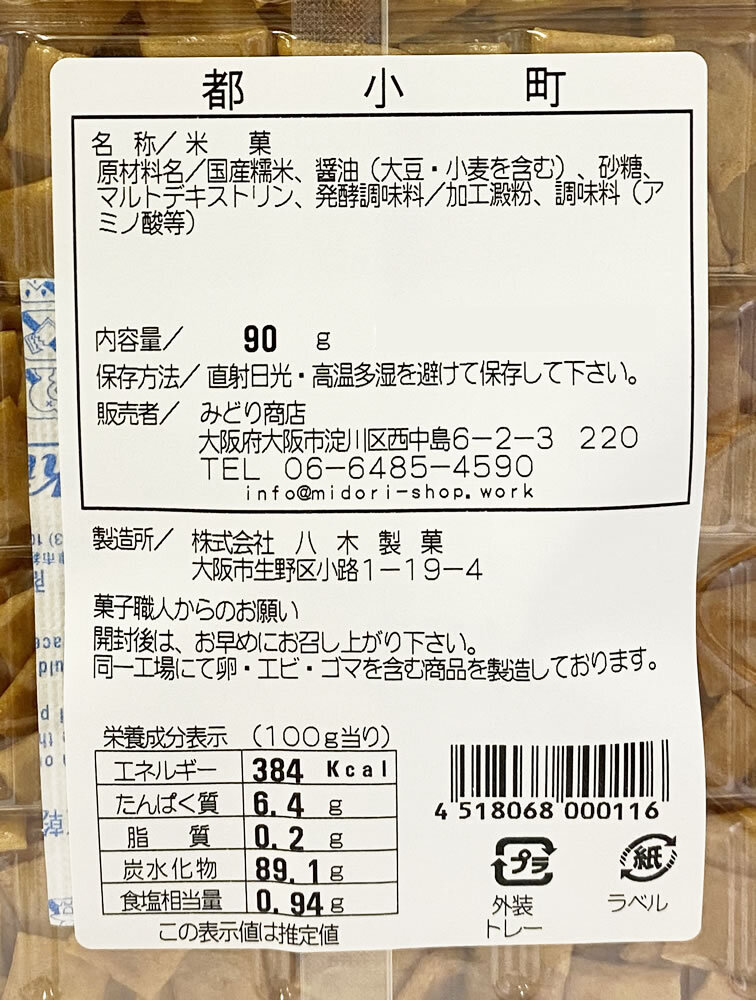 都 小 町
名 称／米 菓
原材料名／国産糯米、醤油（大豆・小麦を含む）、砂糖、
マルトデキストリン、発酵調味料／加工澱粉、調味料（ア
ミノ酸等）
内容量／ 90 g
保存方法／直射日光・高温多湿を避けて保存して下さい。
販売者／ みどり商店
大阪府大阪市淀川区西中島6－2－3 220
TEL 06－6485－4590
info@midori-shop.work
製造所／ 株式会社 八木製菓
大阪市生野区小路1－19－4
菓子職人からのお願い
開封後は、お早めにお召し上がり下さい。
同一工場にて卵・エビ・ゴマを含む商品を製造しております。
栄養成分表示 （100g当り）
エネルギー 384 Kcal
たんぱく質 6.4 g
脂 質 0.2 g
炭水化物 89.1 g
食塩相当量 0.94 g
この表示値は推定値
4 518068 000116
プラ
外装
トレー
紙
ラベル